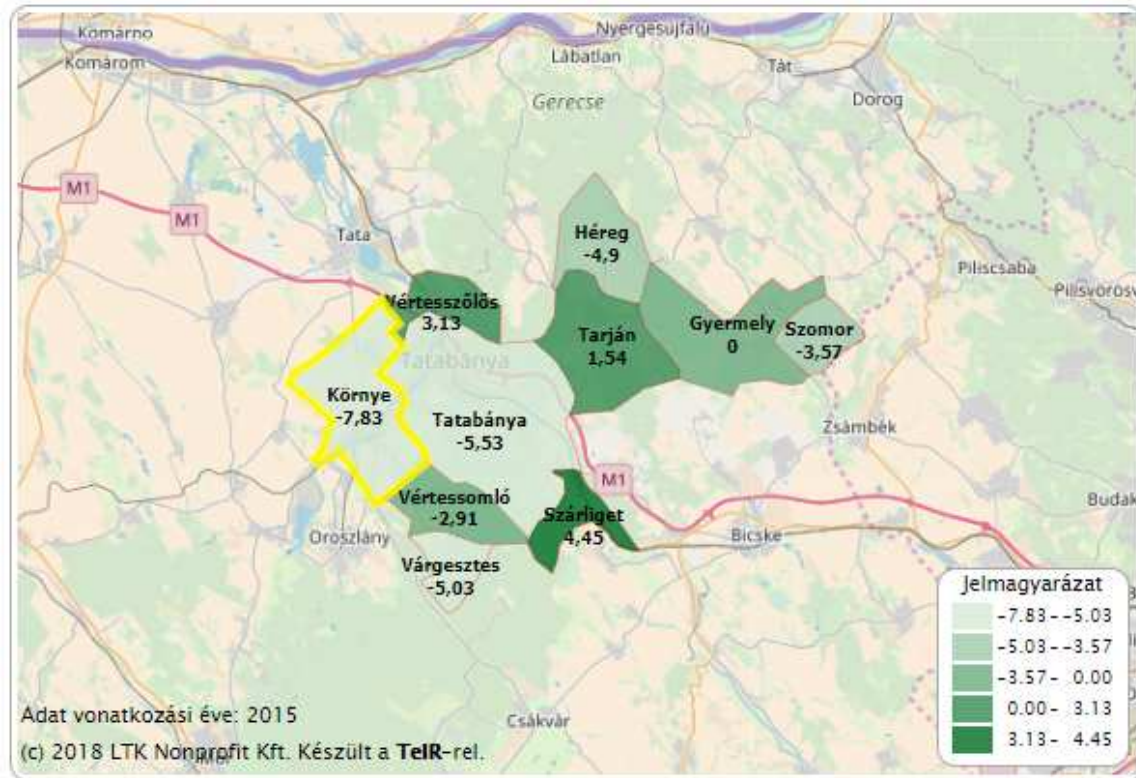 Komárno
Nyergesújfalu
Komárom
Lábatlan
Tát
Gerecse
Dorog
M1
M1
Héreg
-4,9
Tata
Piliscsaba
Pilisvörösv
Vértesszőlős
3,13
Tarján
1,54
Gyermely
0
Szomor
-3,57
Tatabánya
Környe
-7,83
Tatabánya
-5,53
Zsámbék
M1
Vértessomló
-2,91
Szárliget
4,45
Budak
Oroszlány
Bicske
Várgesztes
-5,03
Jelmagyarázat
-7.83--5.03
-5.03--3.57
-3.57- 0.00
0.00- 3.13
3.13- 4.45
Adat vonatkozási éve: 2015
Csákvár
(c) 2018 LTK Nonprofit Kft. Készült a TeIR-rel.